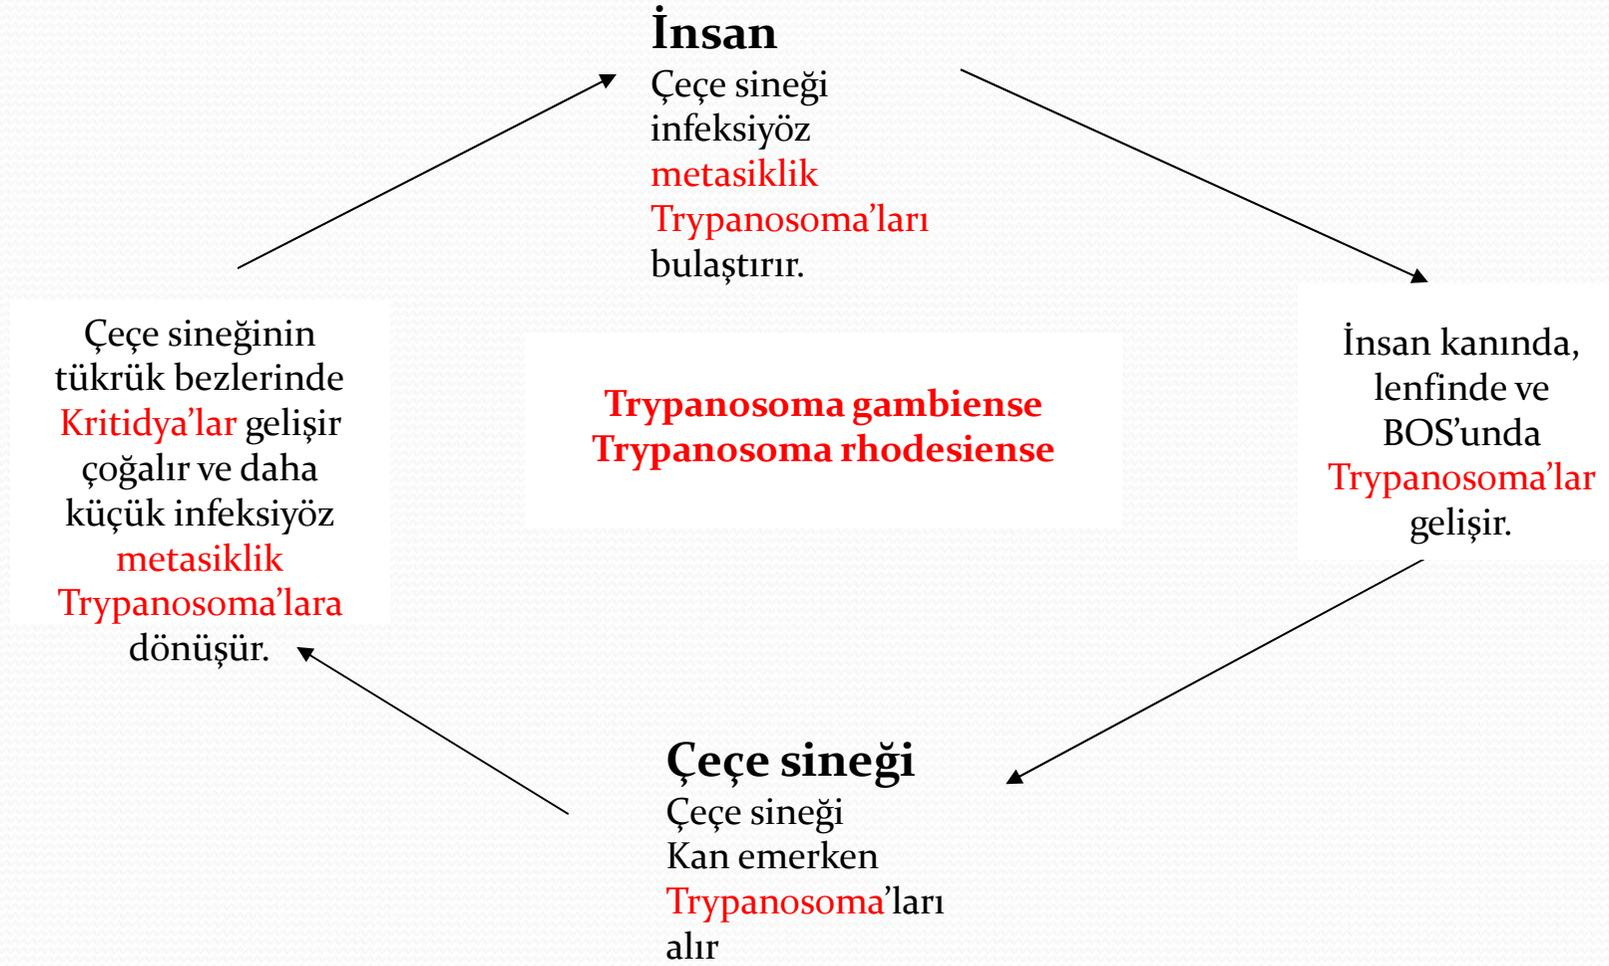 İnsan
Çeçe sineği
infeksiyöz
metasiklik
Trypanosoma’ları
bulaştırır.
İnsan kanında,
lenfinde ve
BOS’unda
Trypanosoma’lar
gelişir.
Çeçe sineği
Çeçe sineği
Kan emerken
Trypanosoma’ları
alır
Çeçe sineğinin
tükrük bezlerinde
Kritidya’lar gelişir
çoğalır ve daha
küçük infeksiyöz
metasiklik
Trypanosoma’lara
dönüşür.
Trypanosoma gambiense
Trypanosoma rhodesiense